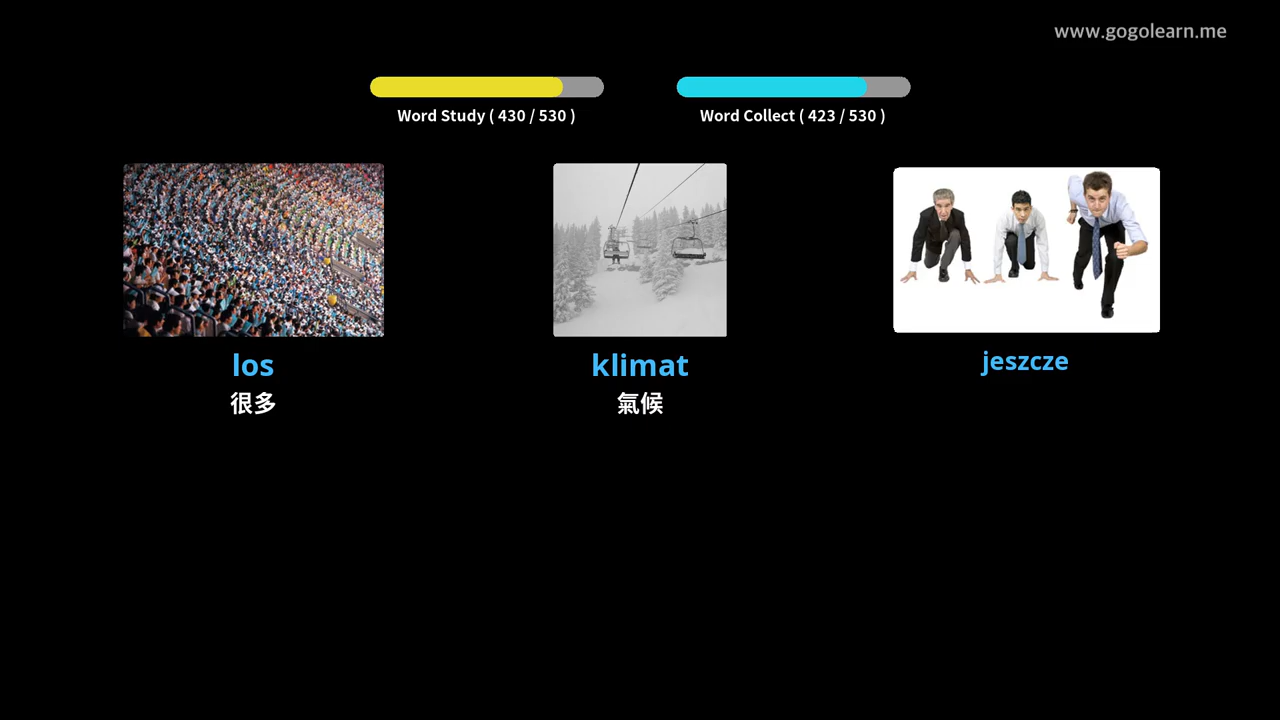 www.gogolearn.me
Word Study ( 430 / 530 )
Word Collect ( 423 / 530 )
los
很多
klimat
氣候
jeszcze